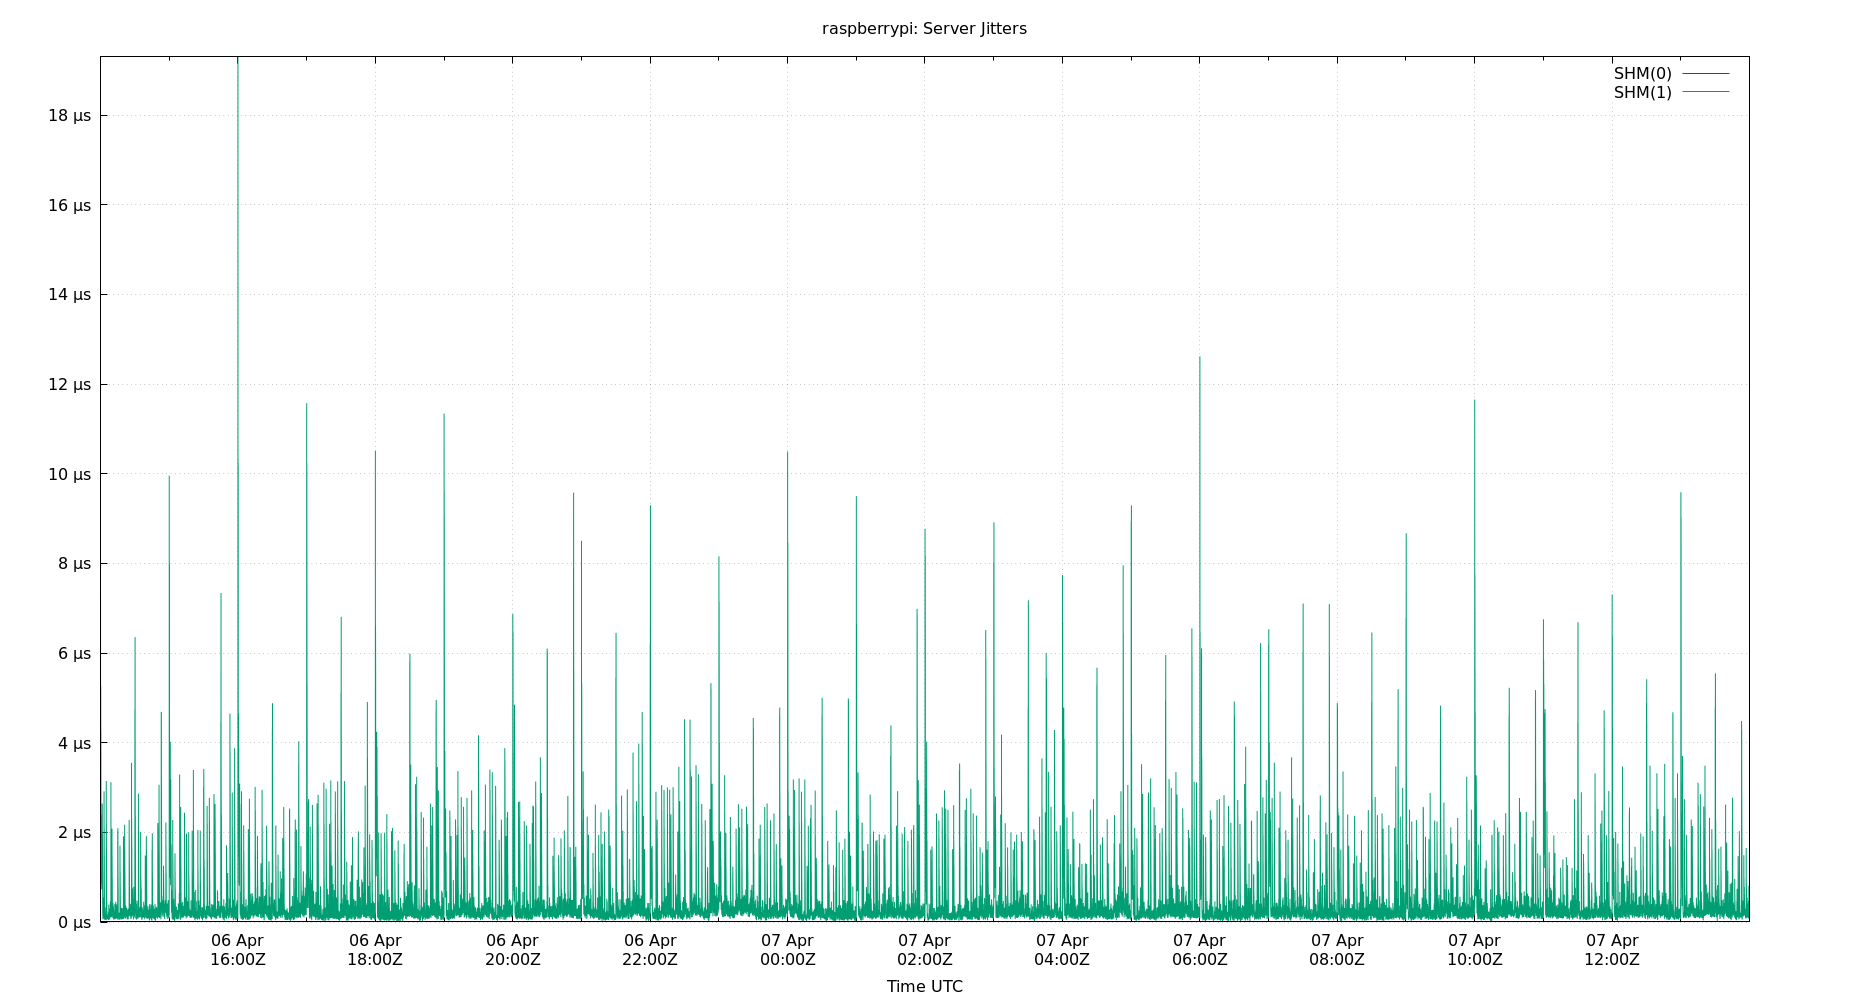 raspberrypi: Server Jitters
SHM(0)
SHM(1)
18 µs
16 µs
14 µs
12 µs
10 µs
8 µs
6 µs
4 µs
2 µs
0 µs
06 Apr 06 Apr 06 Apr 06 Apr 07 Apr 07 Apr 07 Apr 07 Apr 07 Apr 07 Apr 07 Apr
16:00Z 18:00Z 20:00Z 22:00Z 00:00Z 02:00Z 04:00Z 06:00Z 08:00Z 10:00Z 12:00Z
Time UTC